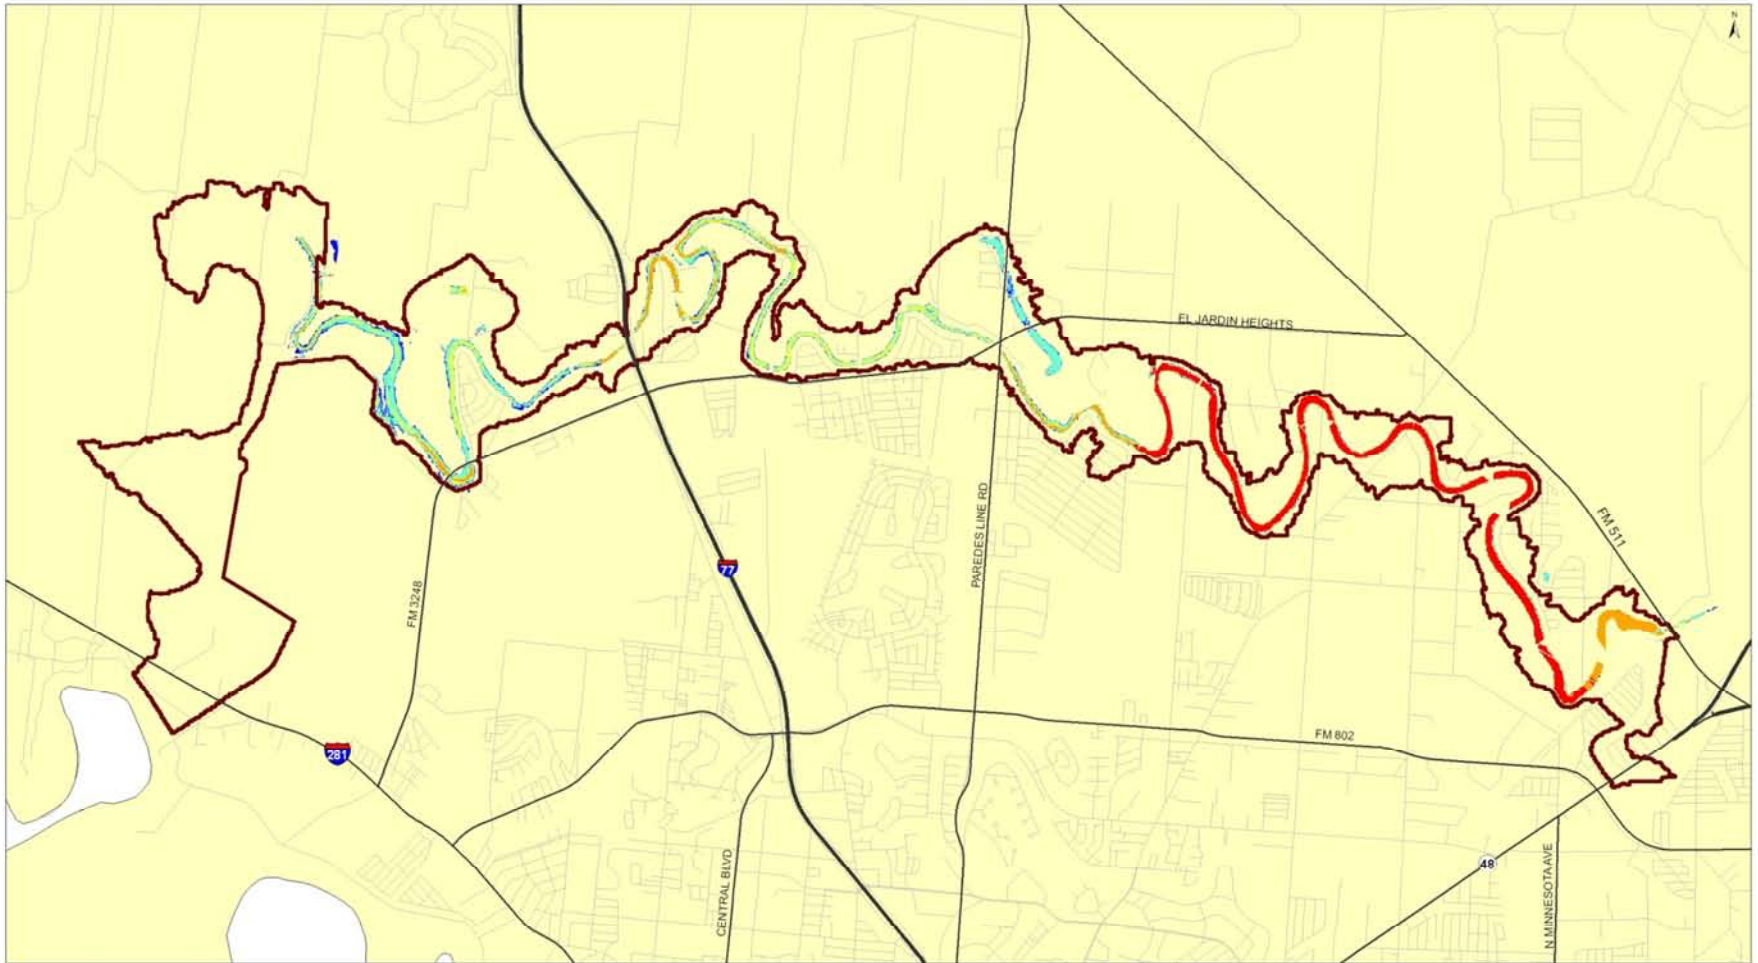 N
EL JARDIN HEIGHTS
PAREDES LINE RD
FM 511
77
FM 3248
281
FM 802
48
CENTRAL BLVD
N MINNESOTA AVE